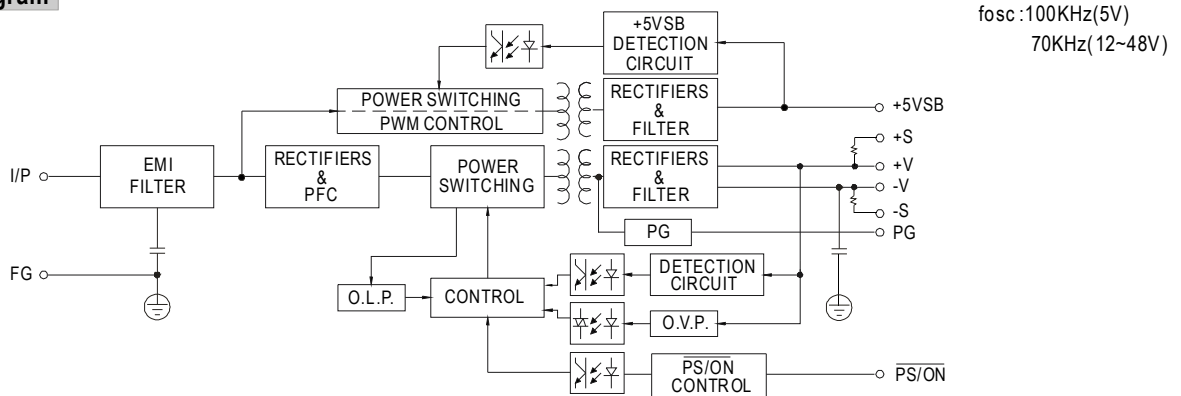 gram
fosc :100KHz(5V)
70KHz(12~48V)
+5VSB
DETECTION
CIRCUIT
POWER SWITCHING
PWM CONTROL
RECTIFIERS
&
FILTER
+5VSB
+S
I/P
EMI
FILTER
RECTIFIERS
&
PFC
POWER
SWITCHING
RECTIFIERS
&
FILTER
+V
-V
-S
PG
PG
FG
O.L.P.
CONTROL
DETECTION
CIRCUIT
O.V.P.
PS/ON
CONTROL
PS/ON